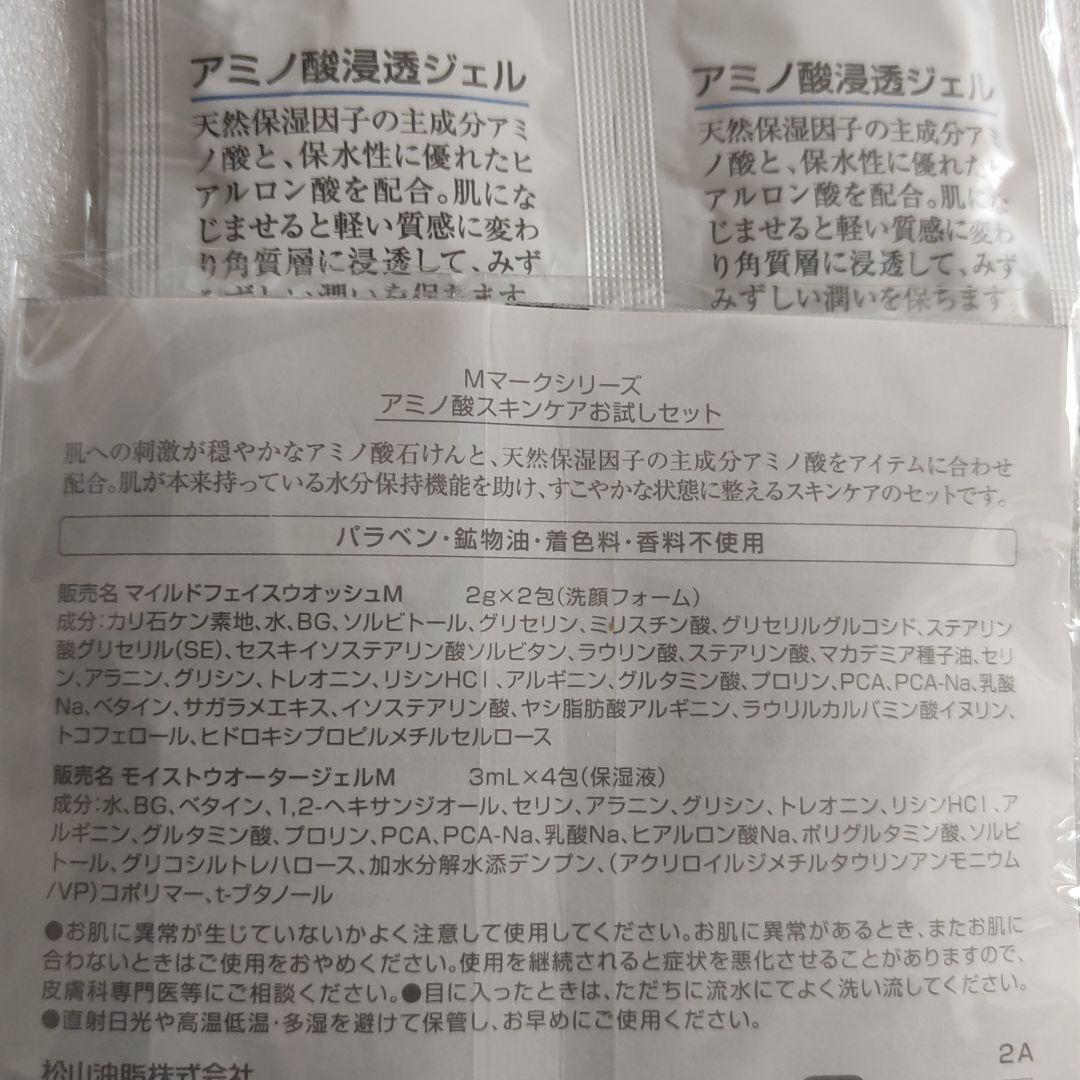 アミノ酸浸透ジェル
天然保湿因子の主成分アミ
ノ酸と、保水性に優れたヒ
アルロン酸を配合。肌にな
じませると軽い質感に変わ
り角質層に浸透して、みず
みずしい潤いを保ちます。
アミノ酸浸透ジェル
天然保湿因子の主成分アミ
ノ酸と、保水性に優れたヒ
アルロン酸を配合。肌にな
じませると軽い質感に変わ
り角質層に浸透して、みず
みずしい潤いを保ちます。
Mマークシリーズ
アミノ酸スキンケアお試しセット
肌への刺激が穏やかなアミノ酸石けんと、天然保湿因子の主成分アミノ酸をアイテムに合わせ
配合。肌が本来持っている水分保持機能を助け、すこやかな状態に整えるスキンケアのセットです。
パラベン・鉱物油・着色料・香料不使用
販売名 マイルドフェイスウオッシュM 2g×2包(洗顔フォーム)
成分:カリ石ケン素地、水、BG、ソルビトール、グリセリン、ミリスチン酸、グリセリルグルコシド、ステアリン
酸グリセリル(SE)、セスキイソステアリン酸ソルビタン、ラウリン酸、ステアリン酸、マカデミア種子油、セリ
ン、アラニン、グリシン、トレオニン、リシンHCl、アルギニン、グルタミン酸、プロリン、PCA、PCA-Na、乳酸
Na、ベタイン、サガラメエキス、イソステアリン酸、ヤシ脂肪酸アルギニン、ラウリルカルバミン酸イヌリン、
トコフェロール、ヒドロキシプロピルメチルセルロース
販売名 モイストウオータージェルM 3mL×4包(保湿液)
成分:水、BG、ベタイン、1,2-ヘキサンジオール、セリン、アラニン、グリシン、トレオニン、リシンHCl、ア
ルギニン、グルタミン酸、プロリン、PCA、PCA-Na、乳酸Na、ヒアルロン酸Na、ポリグルタミン酸、ソルビ
トール、グリコシルトレハロース、加水分解水添デンプン、(アクリロイルジメチルタウリンアンモニウム
/VP)コポリマー、t-ブタノール
●お肌に異常が生じていないかよく注意して使用してください。お肌に異常があるとき、またお肌に
合わないときはご使用をおやめください。使用を継続されると症状を悪化させることがありますので、
皮膚科専門医等にご相談ください。●目に入ったときは、ただちに流水にてよく洗い流してください。
●直射日光や高温低温・多湿を避けて保管し、お早めにご使用ください。
2A
松山油脂株式会社